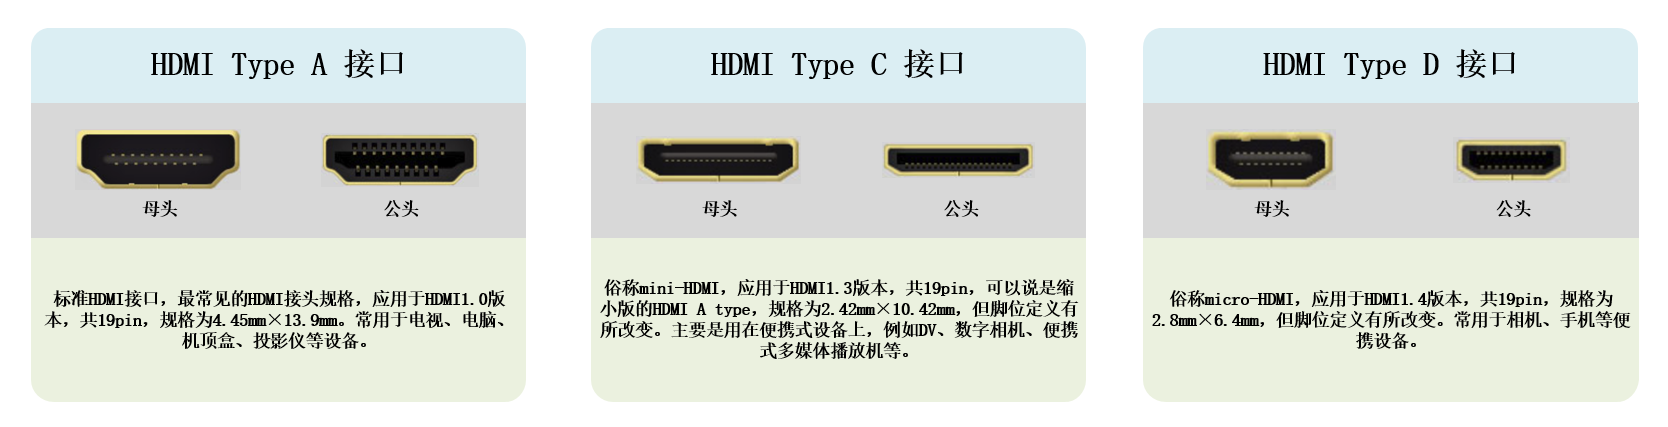 HDMI Type A 接口
母头
公头
标准HDMI接口，最常见的HDMI接头规格，应用于HDMI1.0版
本，共19pin，规格为4.45mm×13.9mm。常用于电视、电脑、
机顶盒、投影仪等设备。
HDMI Type C 接口
母头
公头
俗称mini-HDMI，应用于HDMI1.3版本，共19pin，可以说是缩
小版的HDMI A type，规格为2.42mm×10.42mm，但脚位定义有
所改变。主要是用在便携式设备上，例如DV、数字相机、便携
式多媒体播放机等。
HDMI Type D 接口
母头
公头
俗称micro-HDMI，应用于HDMI1.4版本，共19pin，规格为
2.8mm×6.4mm，但脚位定义有所改变。常用于相机、手机等便
携设备。